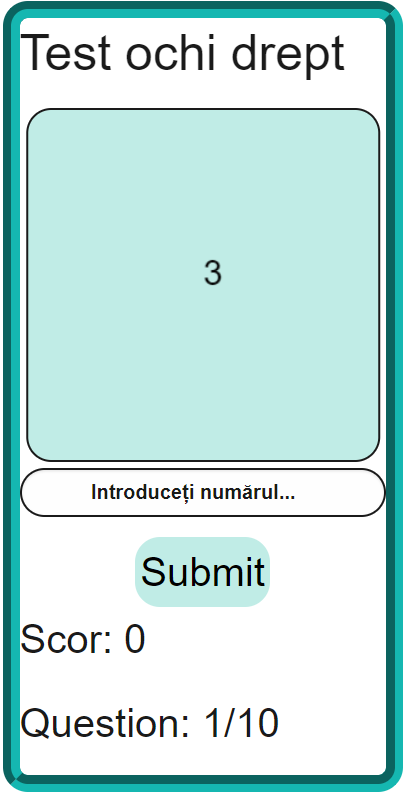 Test ochi drept
3
Introduceți numărul...
Submit
Scor: 0
Question: 1/10